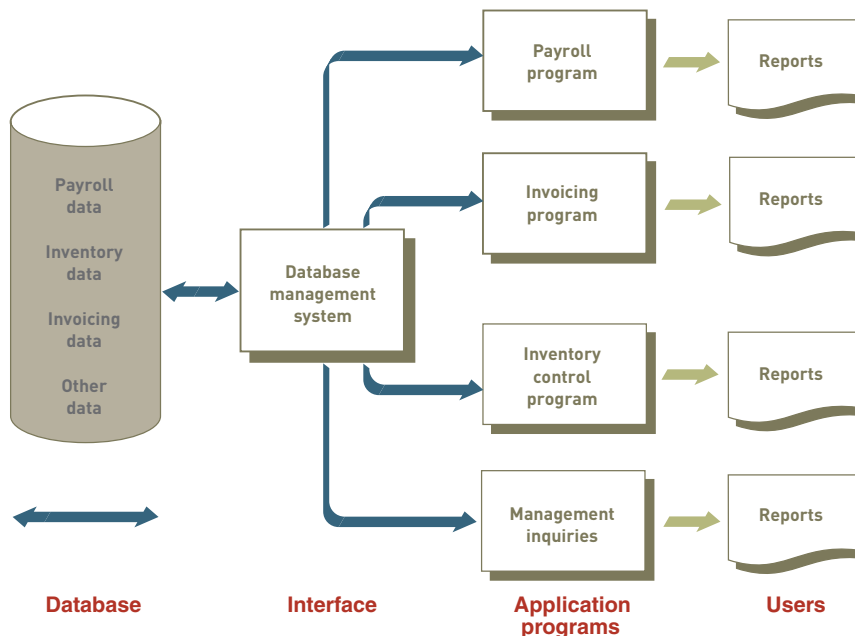 Payroll
data
Inventory
data
Invoicing
data
Other
data
Database
management
system
Payroll
program
Reports
Invoicing
program
Reports
Inventory
control
program
Reports
Management
inquiries
Reports
Database
Interface
Application
programs
Users